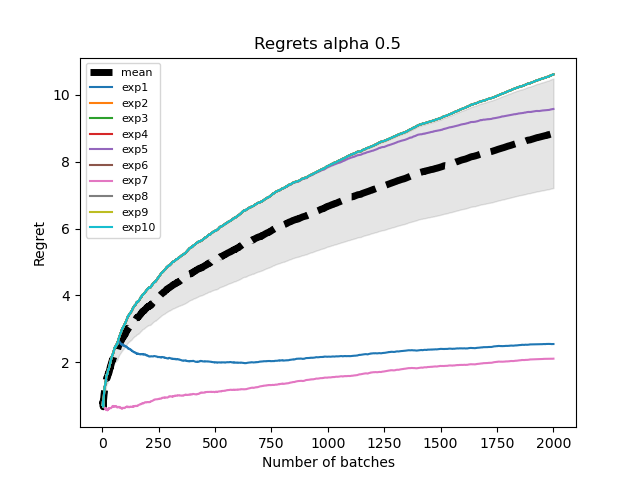 Regrets alpha 0.5
Regret
10
8
6
4
2
mean
exp1
exp2
exp3
exp4
exp5
exp6
exp7
exp8
exp9
exp10
0 250 500 750 1000 1250 1500 1750 2000
Number of batches